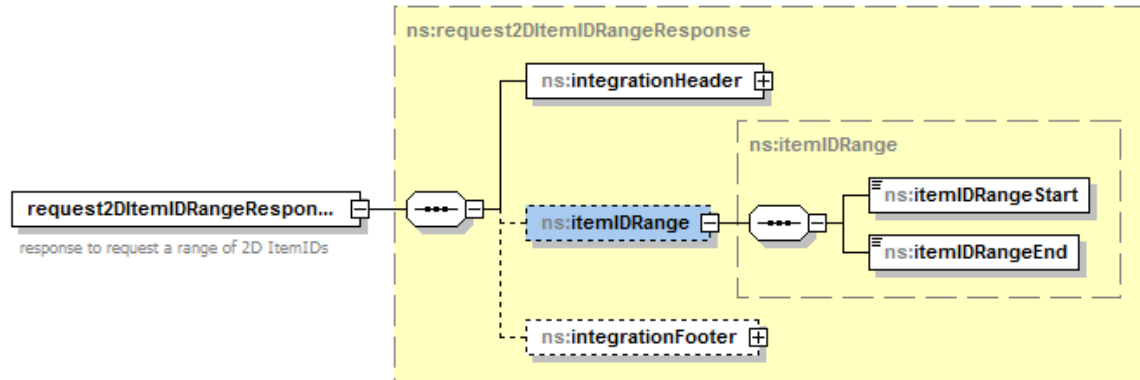 ns:request2DItemIDRangeResponse
ns:integrationHeader
ns:itemIDRange
ns:itemIDRangeStart
request2DItemIDRangeRespon...
ns:itemIDRange
response to request a range of 2D ItemIDs
ns:itemIDRangeEnd
ns:integrationFooter